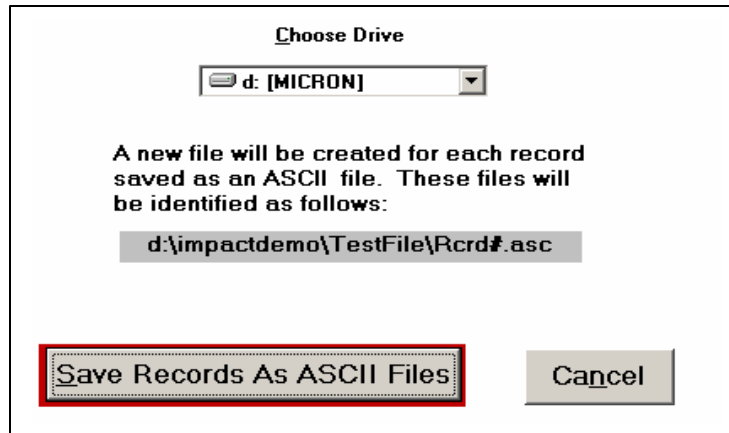 Choose Drive
d: [MICRON]
A new file will be created for each record
saved as an ASCII file. These files will
be identified as follows:
d:\impactdemo\TestFile\Rcrd#.asc
Save Records As ASCII Files
Cancel